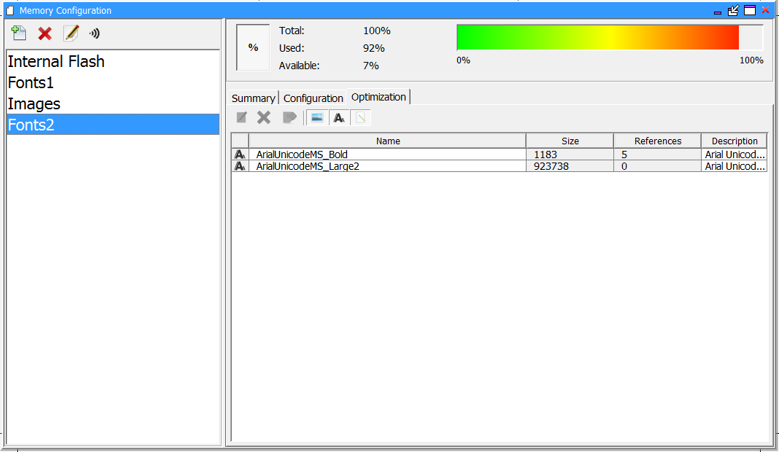 Memory Configuration
Internal Flash
Fonts1
Images
Fonts2
%
Total: 100%
Used: 92%
Available: 7%
0% 100%
Summary Configuration Optimization
Name Size References Description
ArialUnicodeMS_Bold 1183 5 Arial Unicod...
ArialUnicodeMS_Large2 923738 0 Arial Unicod...